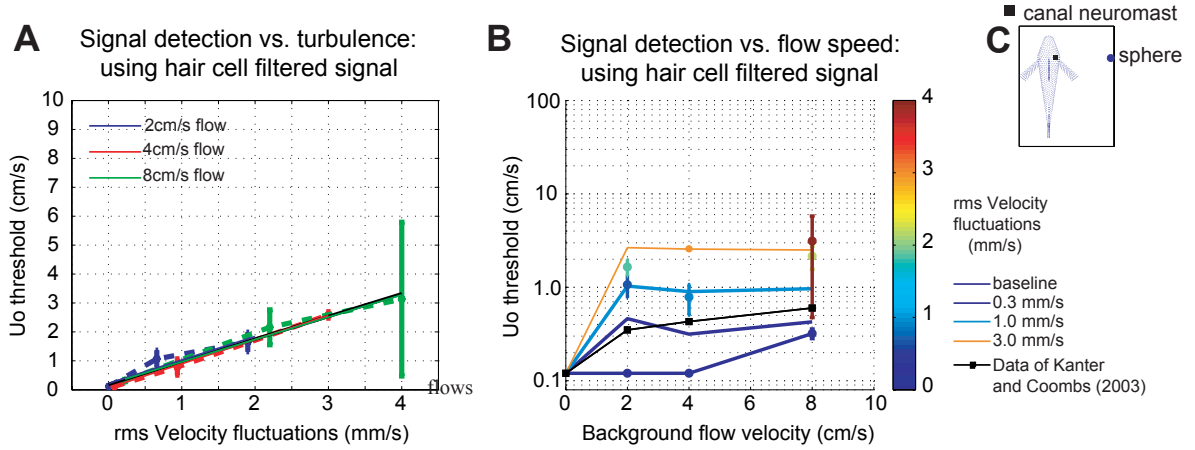 A
Signal detection vs. turbulence:
using hair cell filtered signal
10
9
8
7
6
5
4
3
2
1
0
Uo threshold (cm/s)
2cm/s flow
4cm/s flow
8cm/s flow
0
1
2
3
4
flows
rms Velocity fluctuations (mm/s)
B
Signal detection vs. flow speed:
using hair cell filtered signal
100
10
1.0
0.1
Uo threshold (cm/s)
0
2
4
6
8
10
Background flow velocity (cm/s)
4
3
2
1
0
C
canal neuromast
sphere
rms Velocity
fluctuations
(mm/s)
baseline
0.3 mm/s
1.0 mm/s
3.0 mm/s
Data of Kanter
and Coombs (2003)